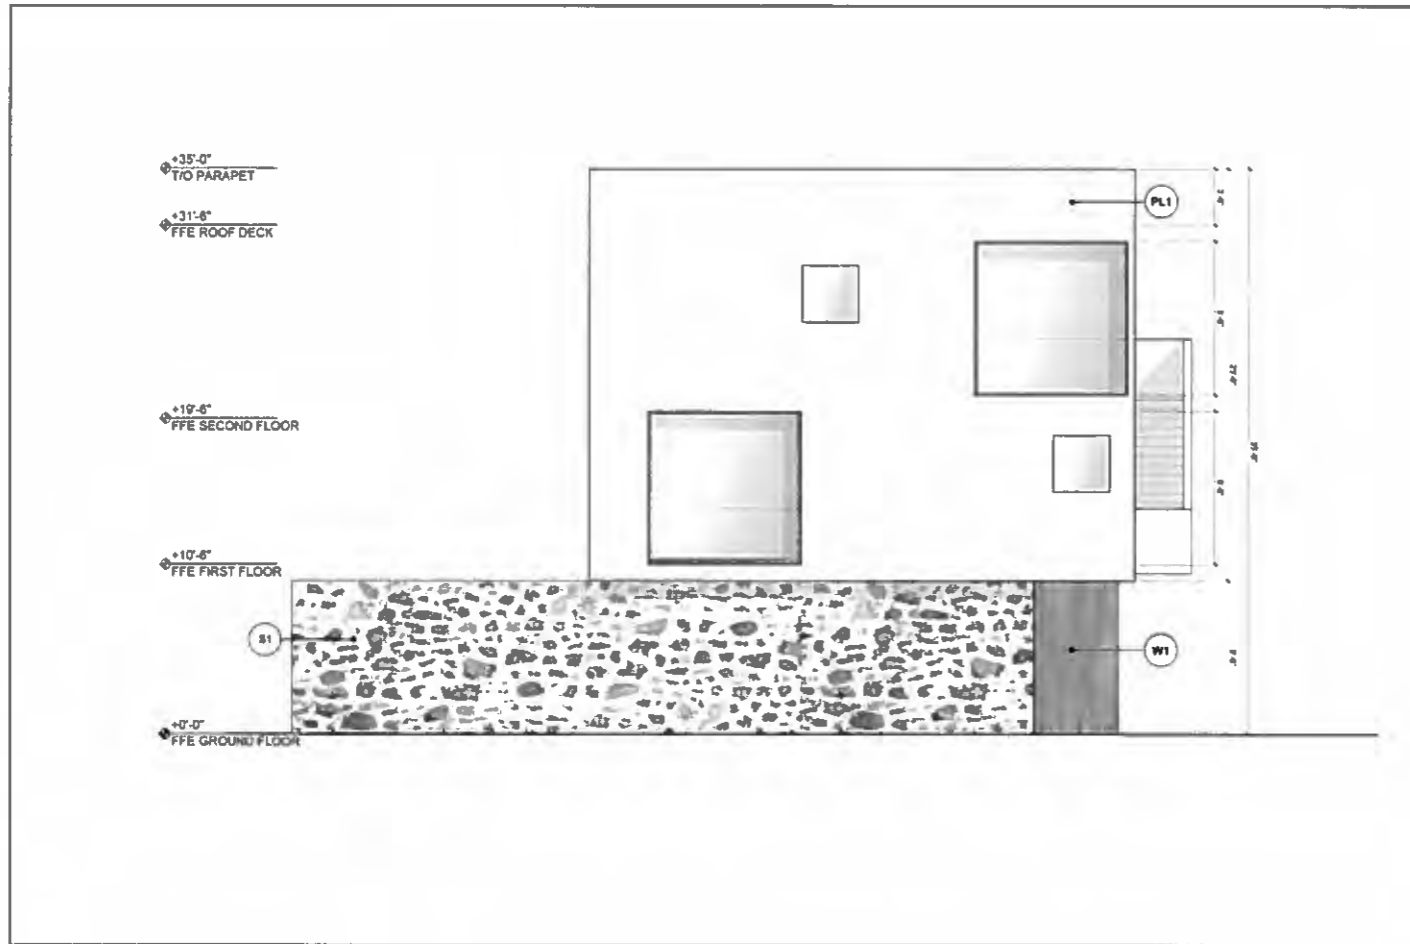 +35'-0"
T/O PARAPET
PL1
+31'-6"
FFE ROOF DECK
+19'-6"
FFE SECOND FLOOR
+10'-6"
FFE FIRST FLOOR
S1
W1
+0'-0"
FFE GROUND FLOOR